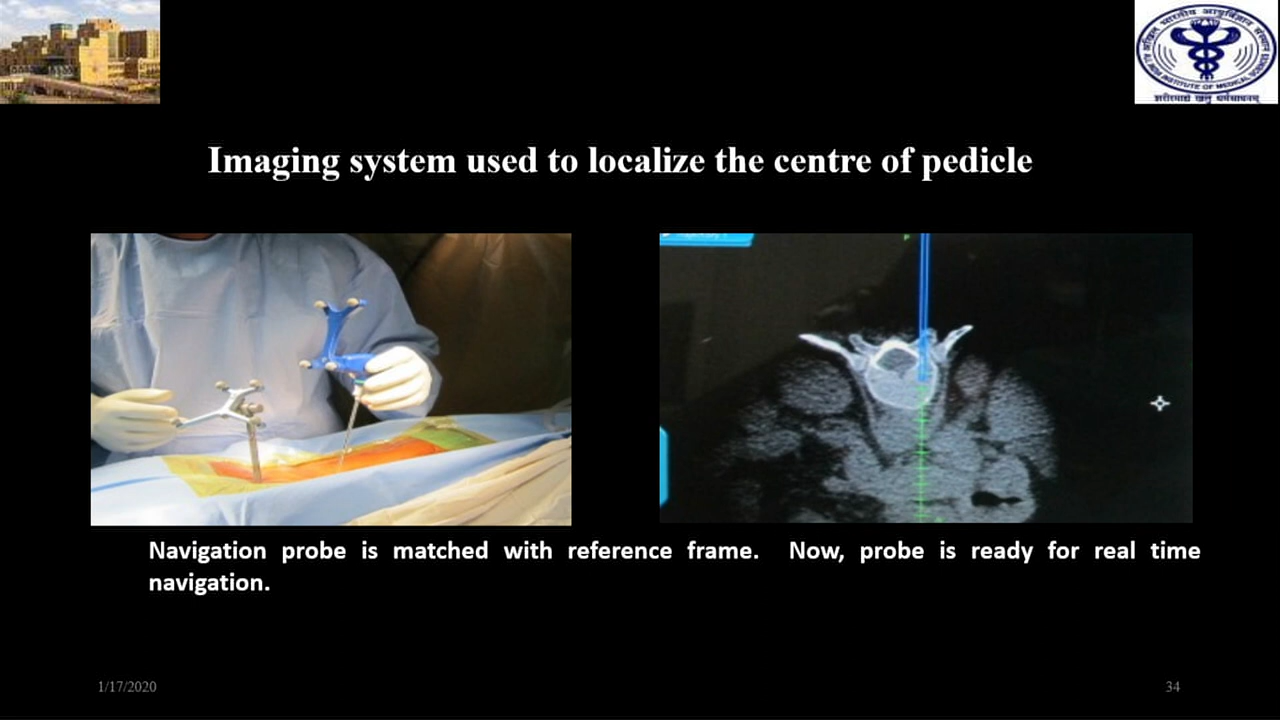 Imaging system used to localize the centre of pedicle
Navigation probe is matched with reference frame. Now, probe is ready for real time
navigation.
1/17/2020
34